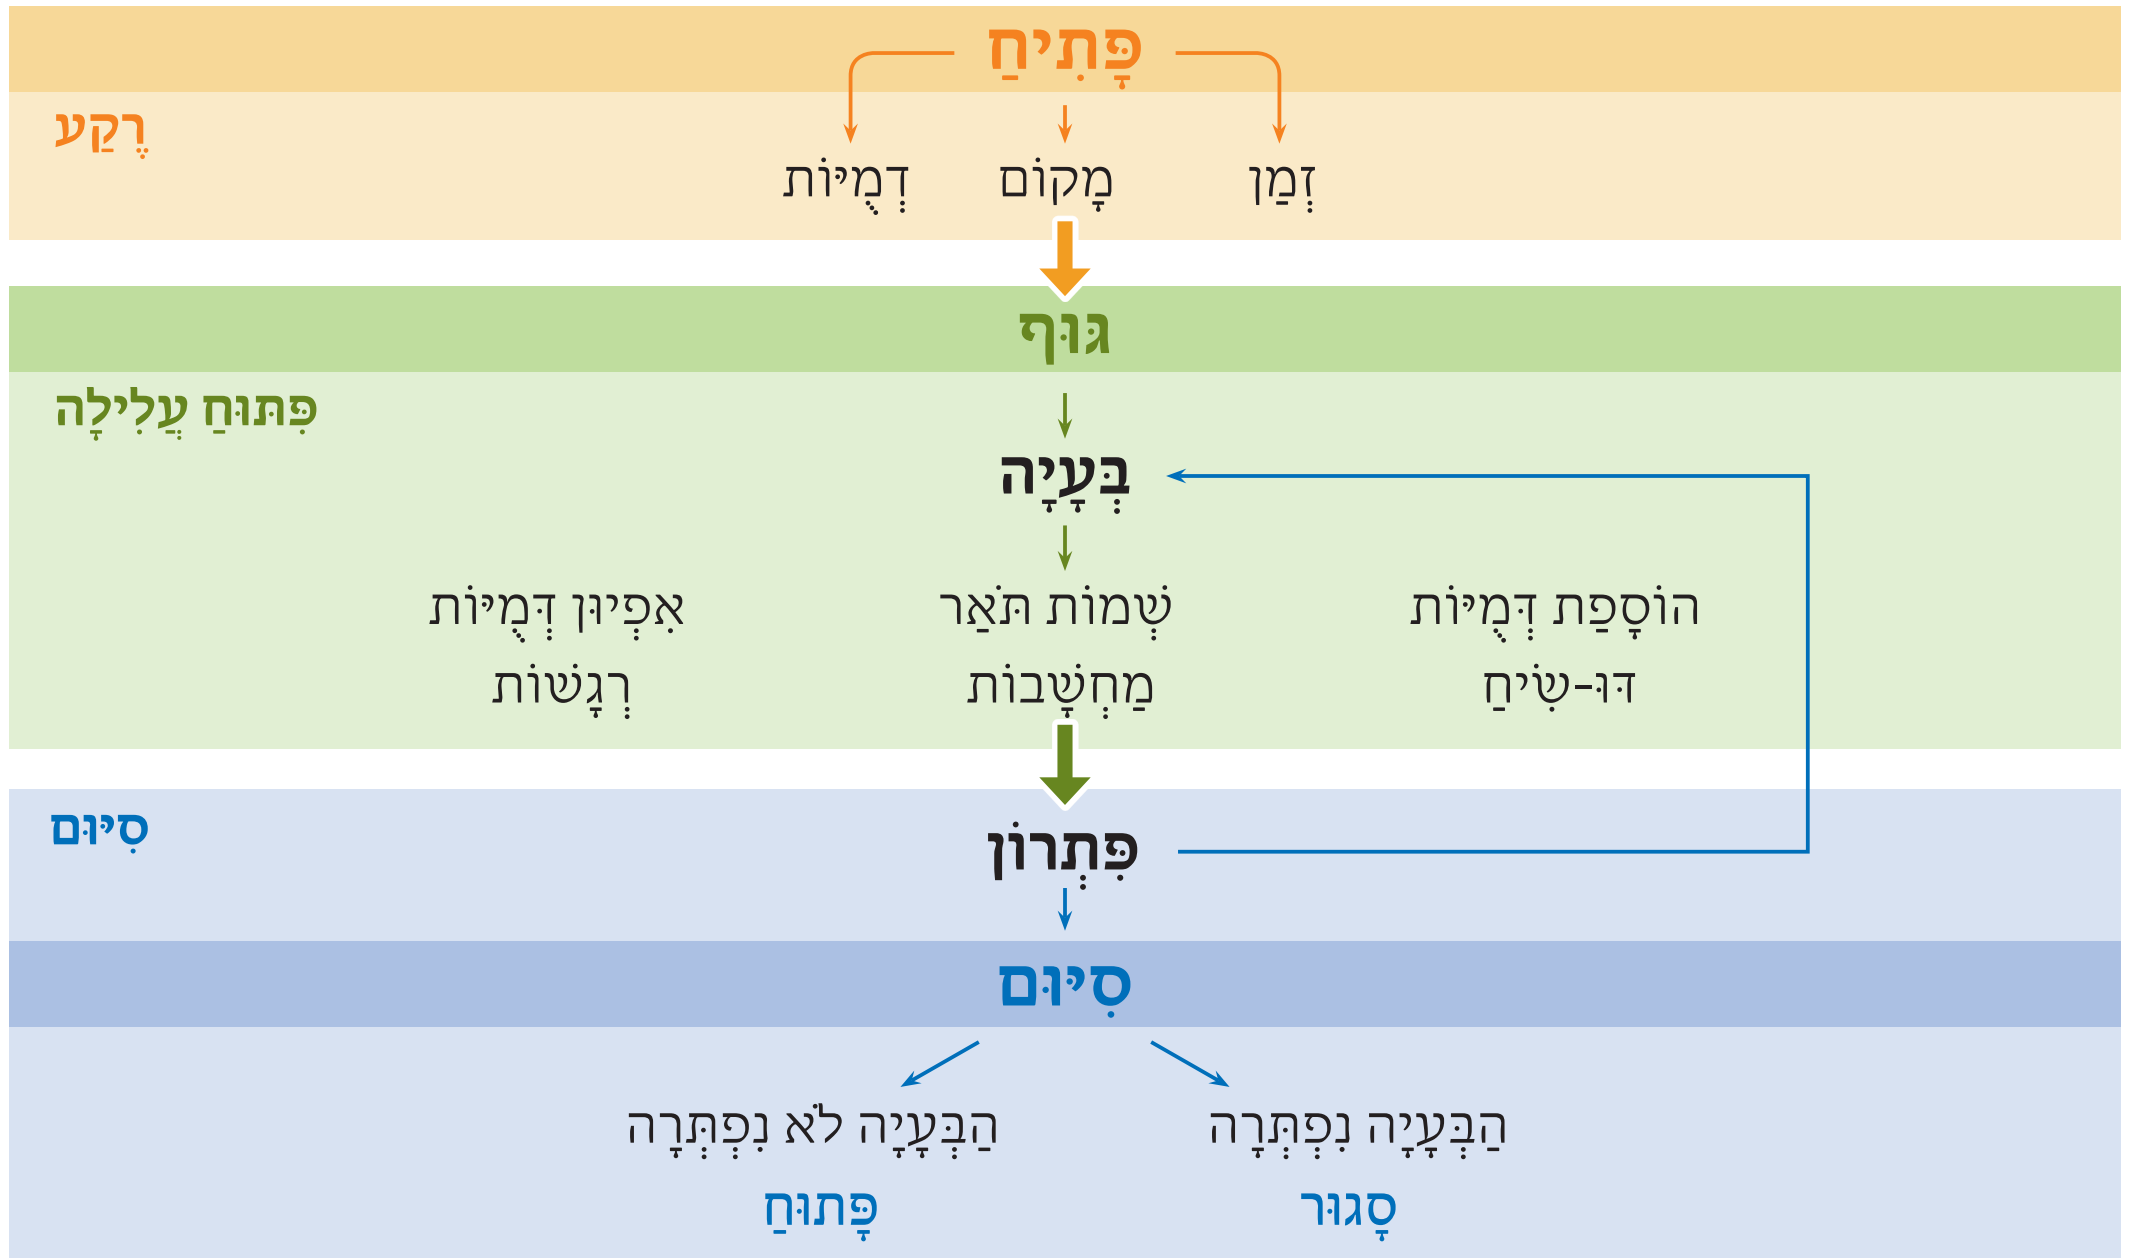 פָּתִיחַ
רֶקַע
זְמַן מָקוֹם דְמֻיּוֹת
גּוּף
פִּתּוּחַ עֲלִילָה
בְּעָיָה
הוֹסָפַת דְּמֻיּוֹת שְׁמוֹת תֹּאַר אִפְיוּן דְּמֻיּוֹת
דּוּ-שִׂיחַ מַחְשָׁבוֹת רְגָשׁוֹת
סִיּוּם
פִּתְרוֹן
סִיּוּם
הַבְּעָיָה נִפְתְּרָה הַבְּעָיָה לֹא נִפְתְּרָה
סָגוּר פָּתוּחַ